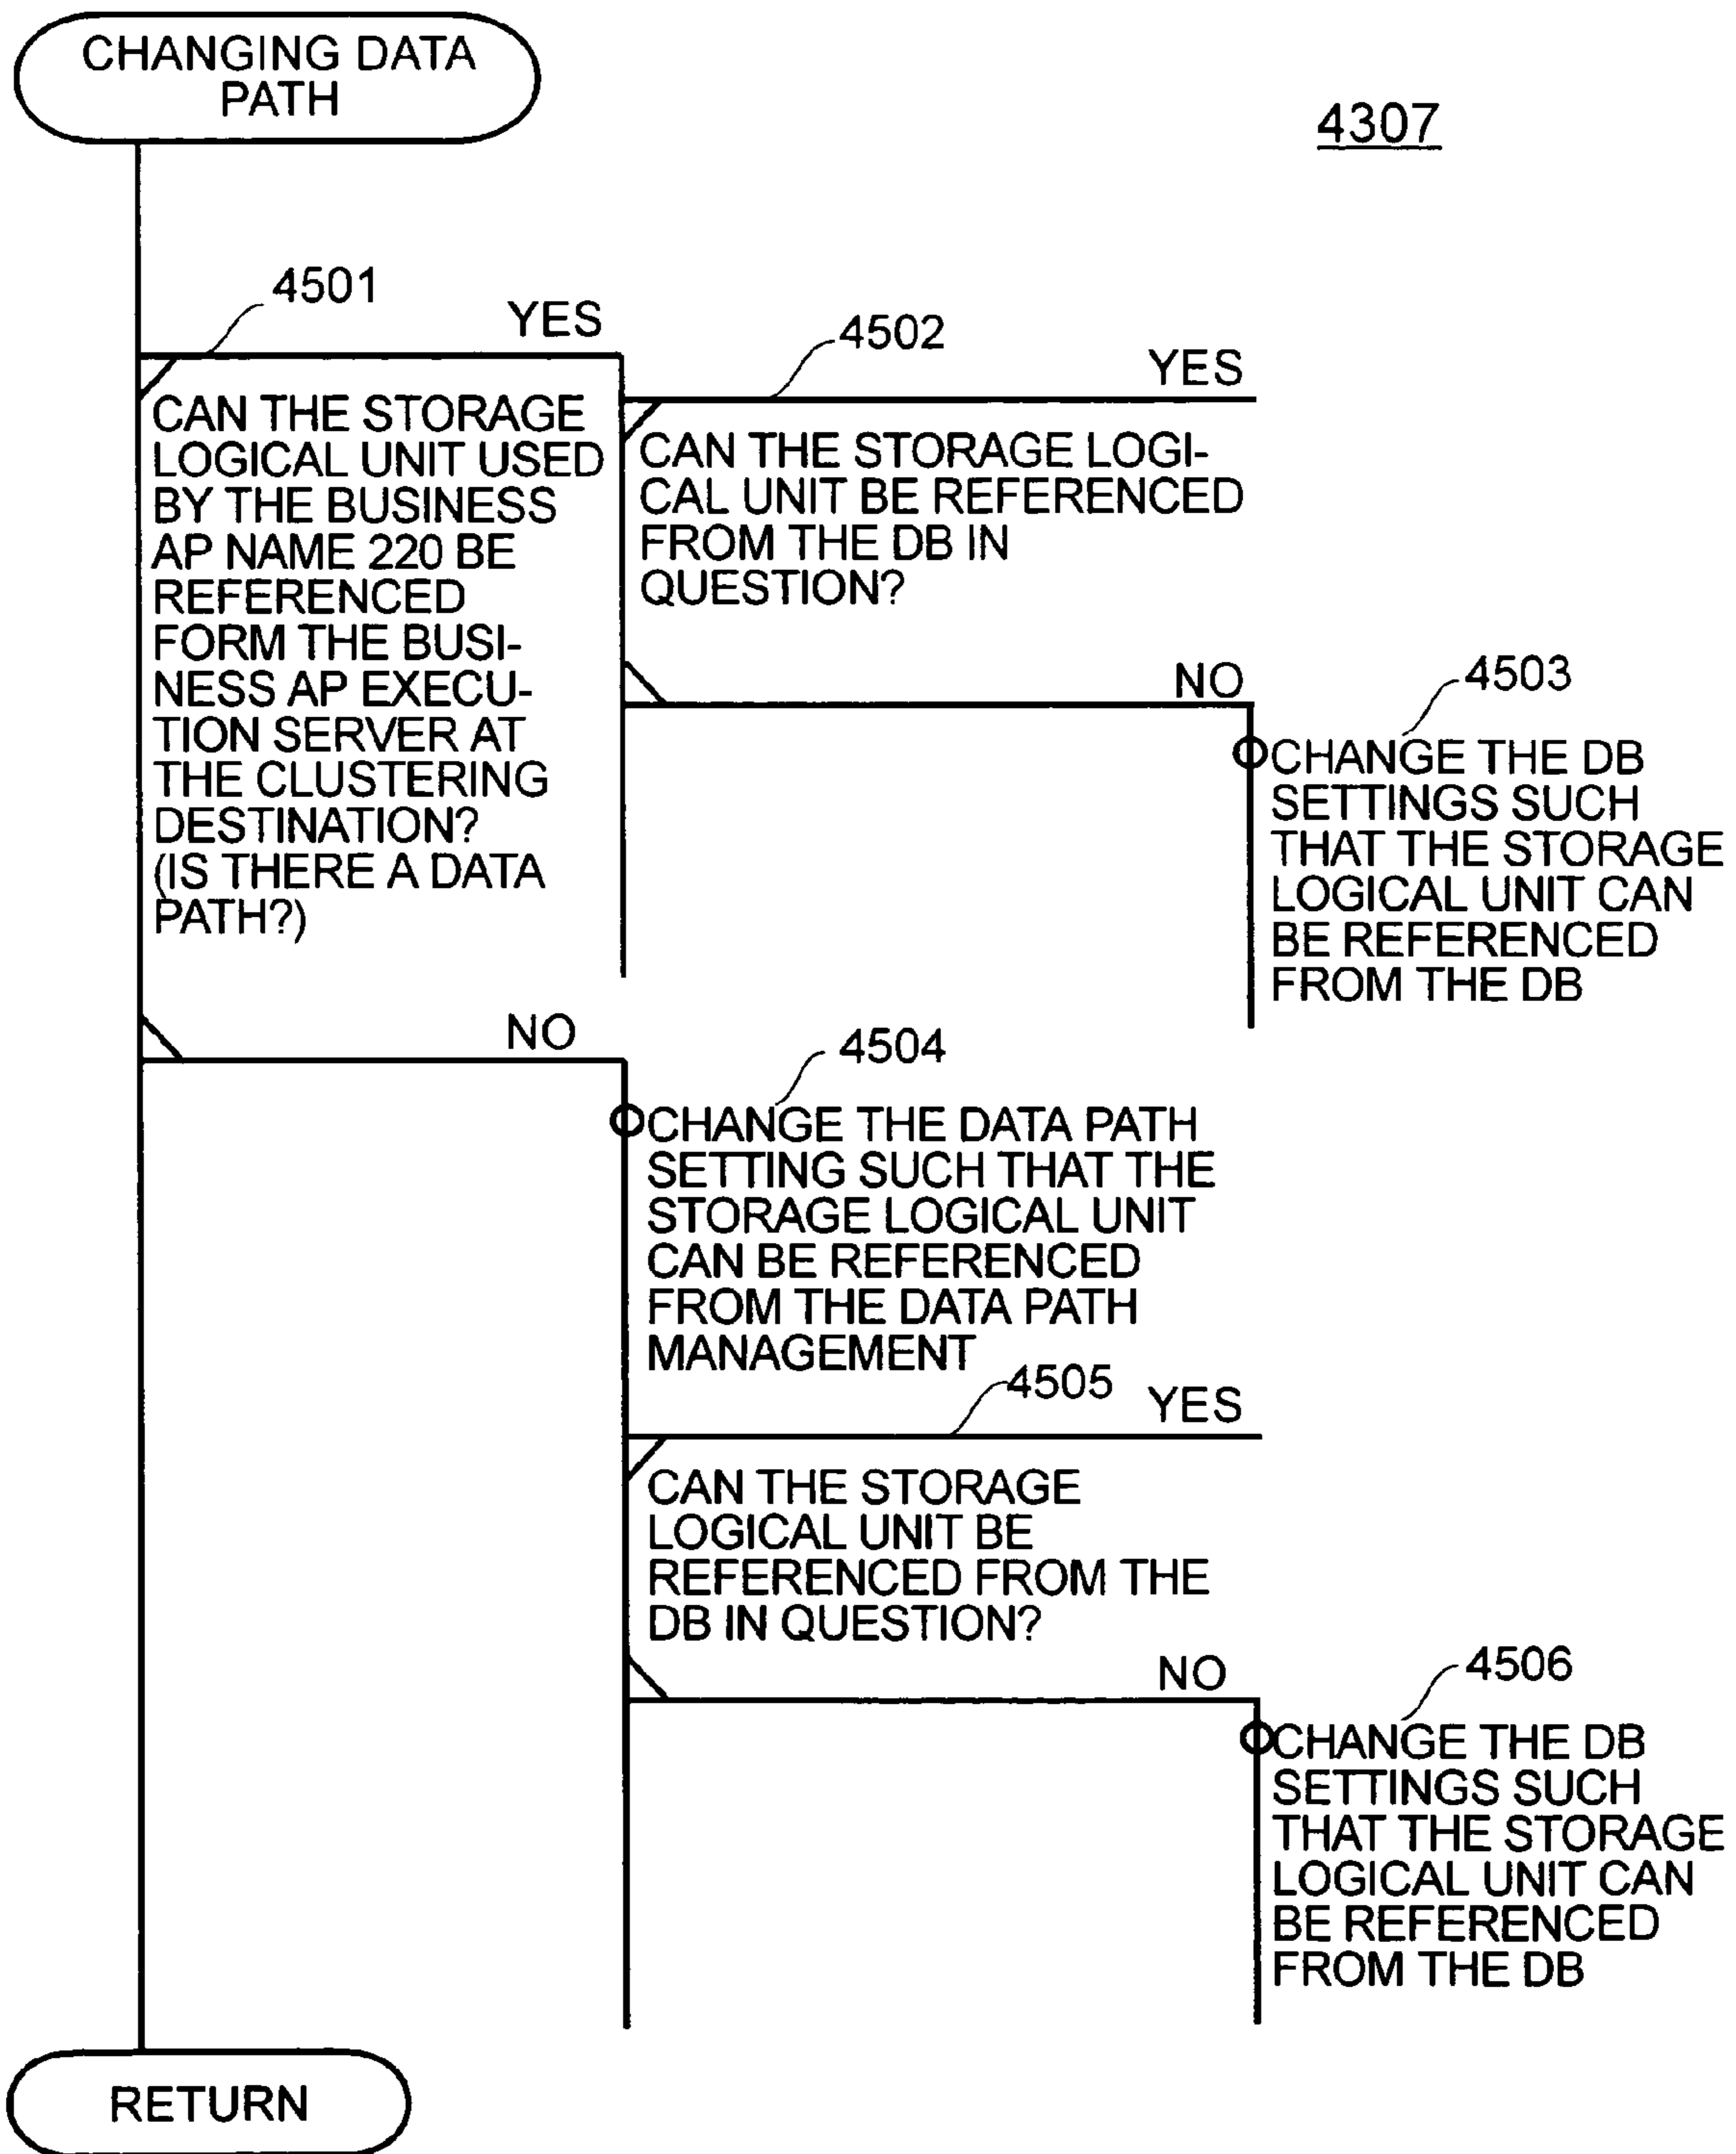 CHANGING DATA
PATH
4307
4501
YES
CAN THE STORAGE
LOGICAL UNIT USED
BY THE BUSINESS
AP NAME 220 BE
REFERENCED
FORM THE BUSI-
NESS AP EXECU-
TION SERVER AT
THE CLUSTERING
DESTINATION?
(IS THERE A DATA
PATH?)
4502
YES
CAN THE STORAGE LOGI-
CAL UNIT BE REFERENCED
FROM THE DB IN
QUESTION?
NO
4503
CHANGE THE DB
SETTINGS SUCH
THAT THE STORAGE
LOGICAL UNIT CAN
BE REFERENCED
FROM THE DB
NO
4504
CHANGE THE DATA PATH
SETTING SUCH THAT THE
STORAGE LOGICAL UNIT
CAN BE REFERENCED
FROM THE DATA PATH
MANAGEMENT
4505
YES
CAN THE STORAGE
LOGICAL UNIT BE
REFERENCED FROM THE
DB IN QUESTION?
NO
4506
CHANGE THE DB
SETTINGS SUCH
THAT THE STORAGE
LOGICAL UNIT CAN
BE REFERENCED
FROM THE DB
RETURN